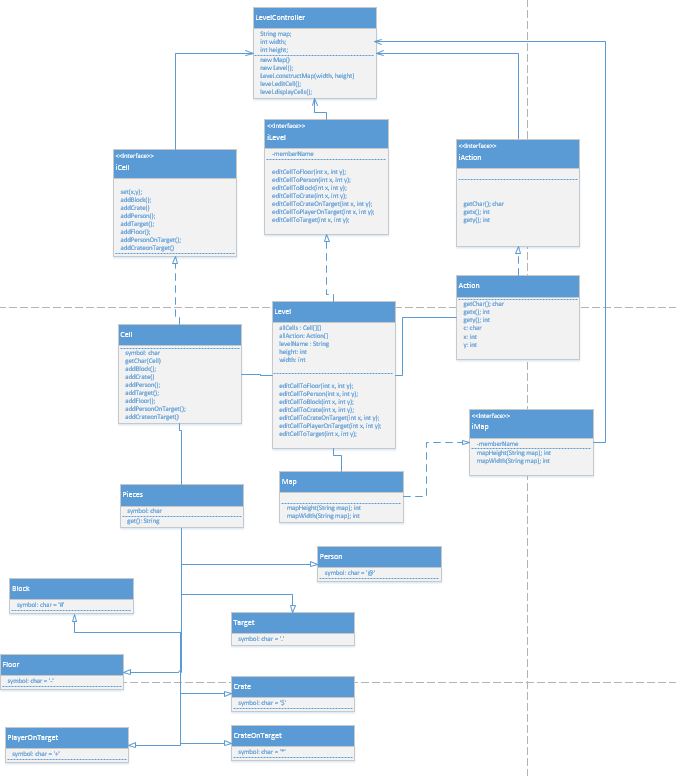 LevelController
String map;
int width;
int height;
new Map()
new Level();
Level.constructMap(width, height)
level.editCell();
level.displayCells();
<<Interface>>
iLevel
-memberName
editCellToFloor(int x, int y);
editCellToPerson(int x, int y);
editCellToBlock(int x, int y);
editCellToCrate(int x, int y);
editCellToCrateOnTarget(int x, int y);
editCellToPlayerOnTarget(int x, int y);
editCellToTarget(int x, int y);
<<Interface>>
iAction
getChar(); char
getx(); int
gety(); int
<<Interface>>
iCell
set(x,y);
addBlock();
addCrate()
addPerson();
addTarget();
addFloor();
addPersonOnTarget();
addCrateonTarget()
Action
getChar(); char
getx(); int
gety(); int
c: char
x: int
y: int
Level
allCells : Cell[][]
allAction: Action[]
levelName : String
height: int
width: int
editCellToFloor(int x, int y);
editCellToPerson(int x, int y);
editCellToBlock(int x, int y);
editCellToCrate(int x, int y);
editCellToCrateOnTarget(int x, int y);
editCellToPlayerOnTarget(int x, int y);
editCellToTarget(int x, int y);
Cell
symbol: char
getChar(Cell)
addBlock();
addCrate()
addPerson();
addTarget();
addFloor();
addPersonOnTarget();
addCrateonTarget()
<<Interface>>
iMap
-memberName
mapHeight(String map); int
mapWidth(String map); int
Map
mapHeight(String map); int
mapWidth(String map); int
Pieces
symbol: char
get(): String
Person
symbol: char = '@'
Block
symbol: char = '#'
Target
symbol: char = '.'
Floor
symbol: char = '-'
Crate
symbol: char = '$'
PlayerOnTarget
symbol: char = '+'
CrateOnTarget
symbol: char = '*'